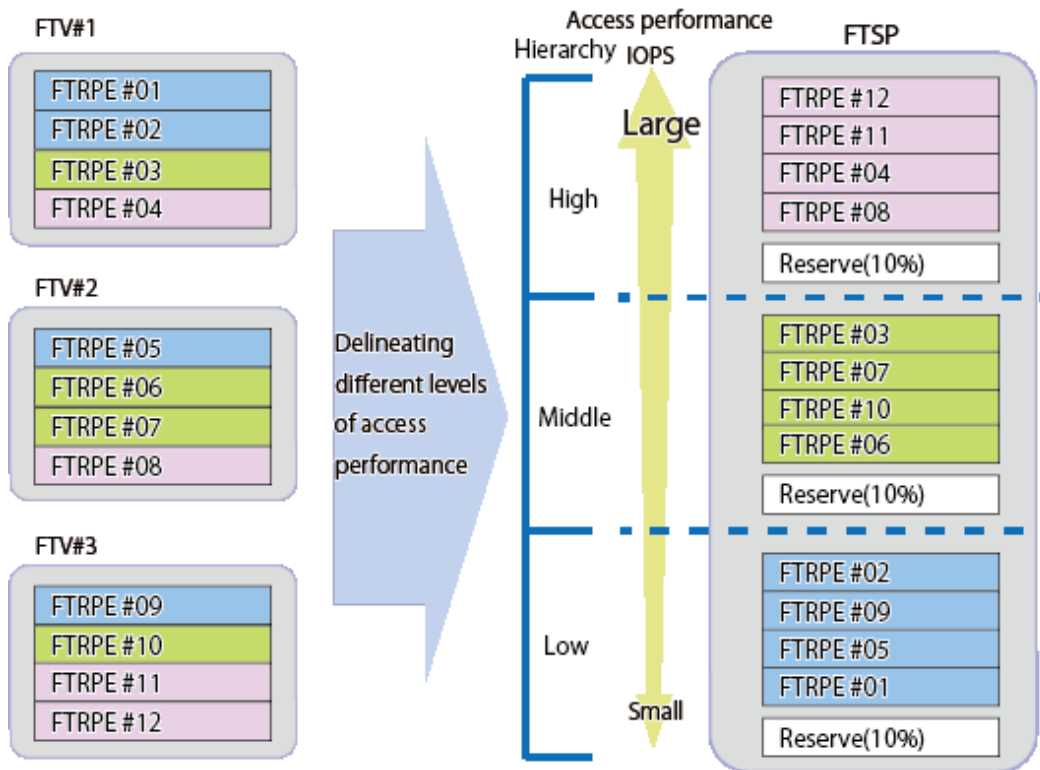 FTV#1
FTRPE #01
FTRPE #02
FTRPE #03
FTRPE #04
FTV#2
FTRPE #05
FTRPE #06
FTRPE #07
FTRPE #08
FTV#3
FTRPE #09
FTRPE #10
FTRPE #11
FTRPE #12
Delineating
different levels
of access
performance
Access performance
Hierarchy
IOPS
Large
High
Middle
Low
Small
FTSP
FTRPE #12
FTRPE #11
FTRPE #04
FTRPE #08
Reserve(10%)
FTRPE #03
FTRPE #07
FTRPE #10
FTRPE #06
Reserve(10%)
FTRPE #02
FTRPE #09
FTRPE #05
FTRPE #01
Reserve(10%)